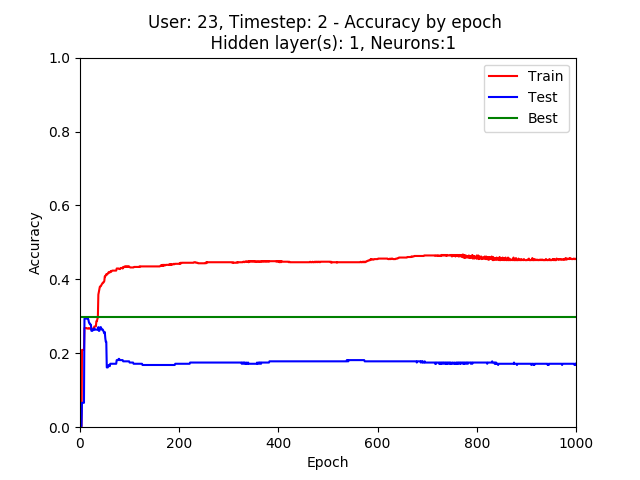 User: 23, Timestep: 2 - Accuracy by epoch
Hidden layer(s): 1, Neurons:1
Train
Test
Best
1.0
0.8
0.6
0.4
0.2
0.0
Accuracy
0 200 400 600 800 1000
Epoch